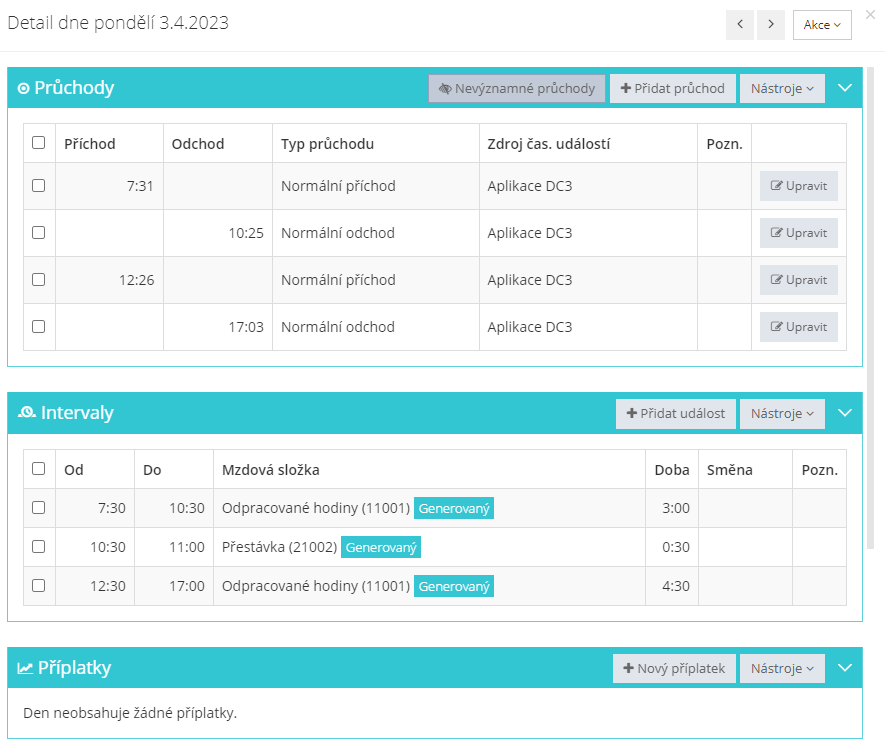 Detail dne pondělí 3.4.2023
Akce
Průchody
Nevýznamné průchody
Přidat průchod
Nástroje
Příchod Odchod Typ průchodu Zdroj čas. událostí Pozn.
7:31 Normální příchod Aplikace DC3 Upravit
10:25 Normální odchod Aplikace DC3 Upravit
12:26 Normální příchod Aplikace DC3 Upravit
17:03 Normální odchod Aplikace DC3 Upravit
Intervaly
Přidat událost
Nástroje
Od Do Mzdová složka Doba Směna Pozn.
7:30 10:30 Odpracované hodiny (11001) Generovaný 3:00
10:30 11:00 Přestávka (21002) Generovaný 0:30
12:30 17:00 Odpracované hodiny (11001) Generovaný 4:30
Příplatky
Nový příplatek
Nástroje
Den neobsahuje žádné příplatky.